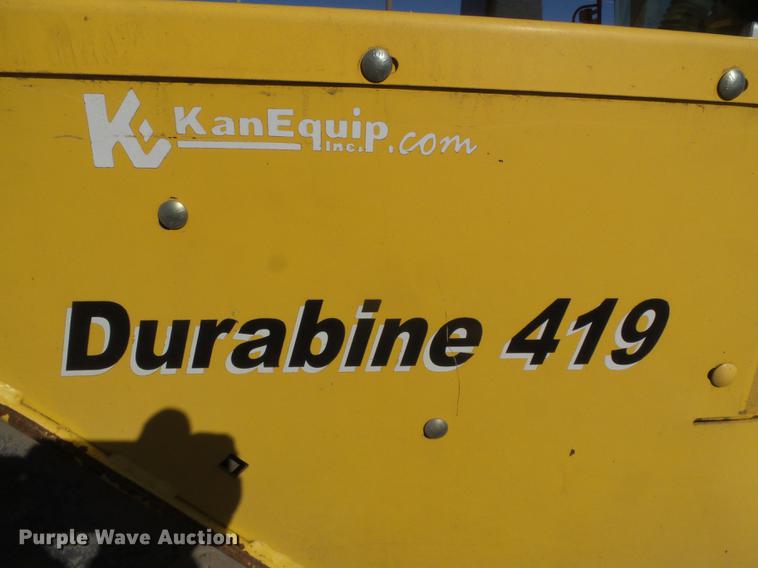 KanEquip Inc. .com
Durabine 419
Purple Wave Auction